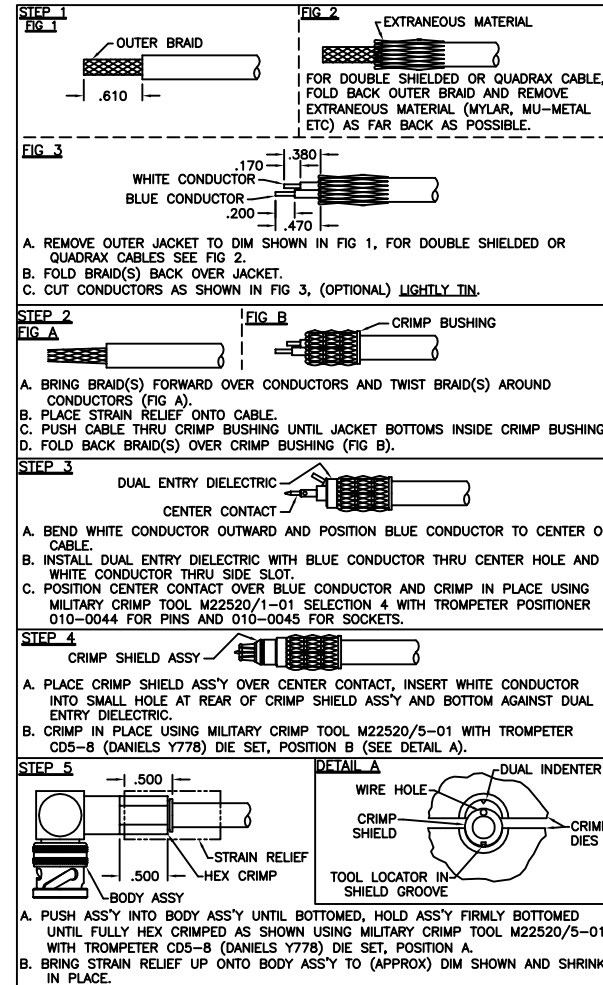 STEP 1
FIG 1
OUTER BRAID
.610
FIG 2
EXTRANEOUS MATERIAL
FOR DOUBLE SHIELDED OR QUADRAX CABLE,
FOLD BACK OUTER BRAID AND REMOVE
EXTRANEOUS MATERIAL (MYLAR, MU-METAL
ETC) AS FAR BACK AS POSSIBLE.
FIG 3
.380
.170
WHITE CONDUCTOR
BLUE CONDUCTOR
.200
.470
A. REMOVE OUTER JACKET TO DIM SHOWN IN FIG 1, FOR DOUBLE SHIELDED OR
QUADRAX CABLES SEE FIG 2.
B. FOLD BRAID(S) BACK OVER JACKET.
C. CUT CONDUCTORS AS SHOWN IN FIG 3, (OPTIONAL) LIGHTLY TIN.
STEP 2
FIG A
FIG B
CRIMP BUSHING
A. BRING BRAID(S) FORWARD OVER CONDUCTORS AND TWIST BRAID(S) AROUND
CONDUCTORS (FIG A).
B. PLACE STRAIN RELIEF ONTO CABLE.
C. PUSH CABLE THRU CRIMP BUSHING UNTIL JACKET BOTTOMS INSIDE CRIMP BUSHING
D. FOLD BACK BRAID(S) OVER CRIMP BUSHING (FIG B).
STEP 3
DUAL ENTRY DIELECTRIC
CENTER CONTACT
A. BEND WHITE CONDUCTOR OUTWARD AND POSITION BLUE CONDUCTOR TO CENTER O
CABLE.
B. INSTALL DUAL ENTRY DIELECTRIC WITH BLUE CONDUCTOR THRU CENTER HOLE AND
WHITE CONDUCTOR THRU SIDE SLOT.
C. POSITION CENTER CONTACT OVER BLUE CONDUCTOR AND CRIMP IN PLACE USING
MILITARY CRIMP TOOL M22520/1-01 SELECTION 4 WITH TROMPETER POSITIONER
010-0044 FOR PINS AND 010-0045 FOR SOCKETS.
STEP 4
CRIMP SHIELD ASSY
A. PLACE CRIMP SHIELD ASS'Y OVER CENTER CONTACT, INSERT WHITE CONDUCTOR
INTO SMALL HOLE AT REAR OF CRIMP SHIELD ASS'Y AND BOTTOM AGAINST DUAL
ENTRY DIELECTRIC.
B. CRIMP IN PLACE USING MILITARY CRIMP TOOL M22520/5-01 WITH TROMPETER
CD5-8 (DANIELS Y778) DIE SET, POSITION B (SEE DETAIL A).
STEP 5
.500
STRAIN RELIEF
.500
HEX CRIMP
BODY ASSY
DETAIL A
DUAL INDENTER
WIRE HOLE
CRIMP
SHIELD
CRIM
DIES
TOOL LOCATOR IN
SHIELD GROOVE
A. PUSH ASS'Y INTO BODY ASS'Y UNTIL BOTTOMED, HOLD ASS'Y FIRMLY BOTTOMED
UNTIL FULLY HEX CRIMPED AS SHOWN USING MILITARY CRIMP TOOL M22520/5-01
WITH TROMPETER CD5-8 (DANIELS Y778) DIE SET, POSITION A.
B. BRING STRAIN RELIEF UP ONTO BODY ASS'Y TO (APPROX) DIM SHOWN AND SHRINK
IN PLACE.